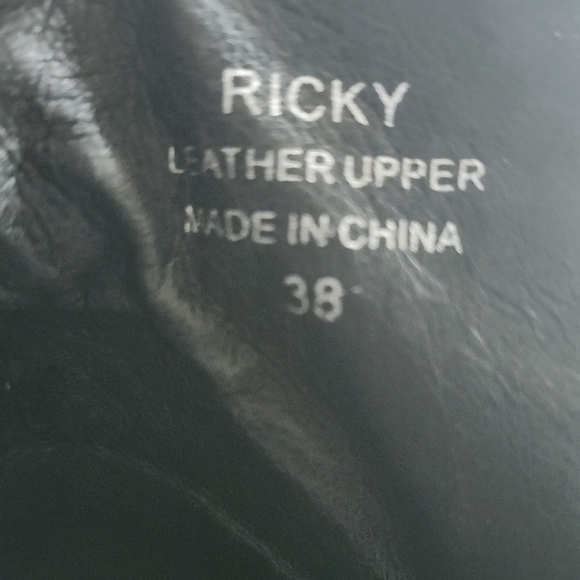 RICKY
LEATHER UPPER
MADE IN CHINA
38